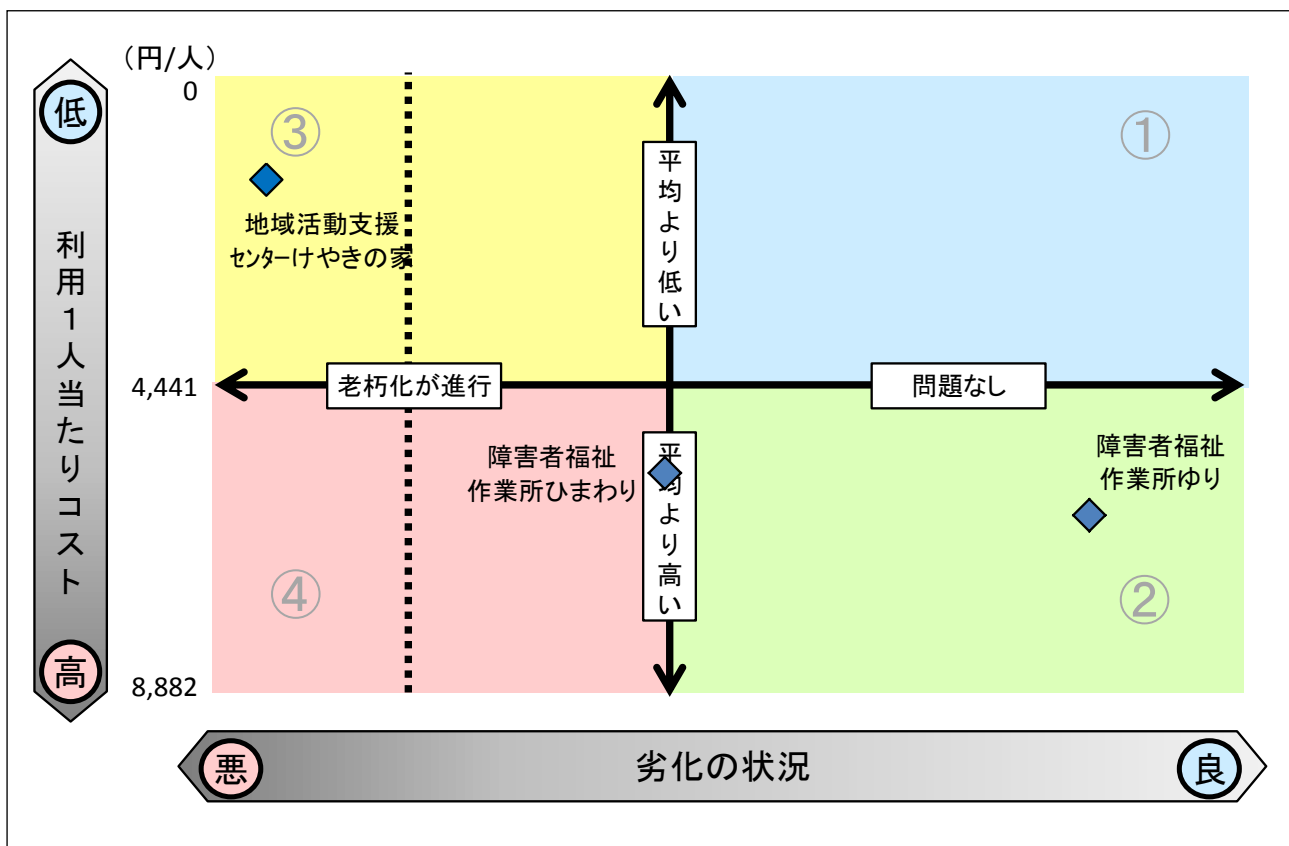 （円/人）
0
4,441
8,882
低
利用１人当たりコスト
高
③
①
地域活動支援
センターけやきの家
平均より低い
老朽化が進行
問題なし
障害者福祉
作業所ひまわり
平均より高い
障害者福祉
作業所ゆり
④
②
悪
劣化の状況
良